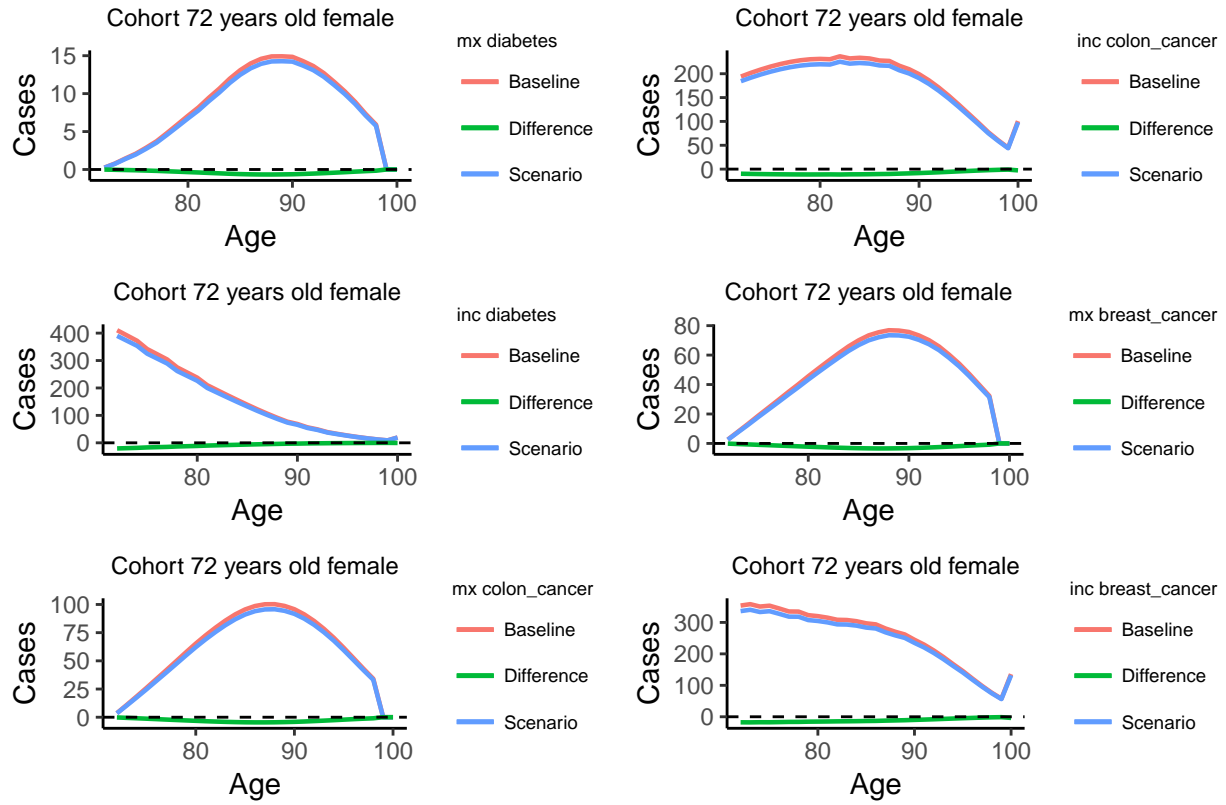 Cohort 72 years old female
mx diabetes
Baseline
Difference
Scenario
Cases
15
10
5
0
80 90 100
Age
Cohort 72 years old female
inc colon_cancer
Baseline
Difference
Scenario
Cases
200
150
100
50
0
80 90 100
Age
Cohort 72 years old female
inc diabetes
Baseline
Difference
Scenario
Cases
400
300
200
100
0
80 90 100
Age
Cohort 72 years old female
mx breast_cancer
Baseline
Difference
Scenario
Cases
80
60
40
20
0
80 90 100
Age
Cohort 72 years old female
mx colon_cancer
Baseline
Difference
Scenario
Cases
100
75
50
25
0
80 90 100
Age
Cohort 72 years old female
inc breast_cancer
Baseline
Difference
Scenario
Cases
300
200
100
0
80 90 100
Age